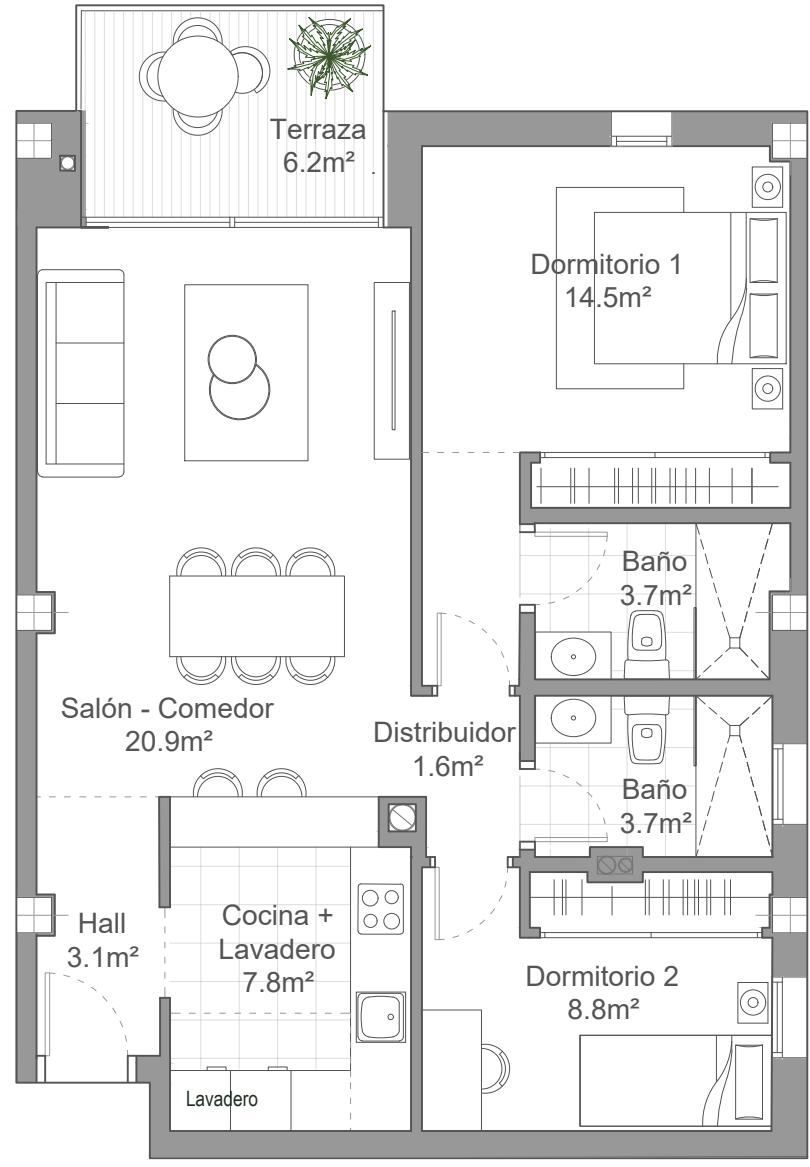 Terraza
6.2m²
Dormitorio 1
14.5m²
Baño
3.7m²
Salón - Comedor
20.9m²
Distribuidor
1.6m²
Baño
3.7m²
Hall
3.1m²
Cocina +
Lavadero
7.8m²
Dormitorio 2
8.8m²
Lavadero